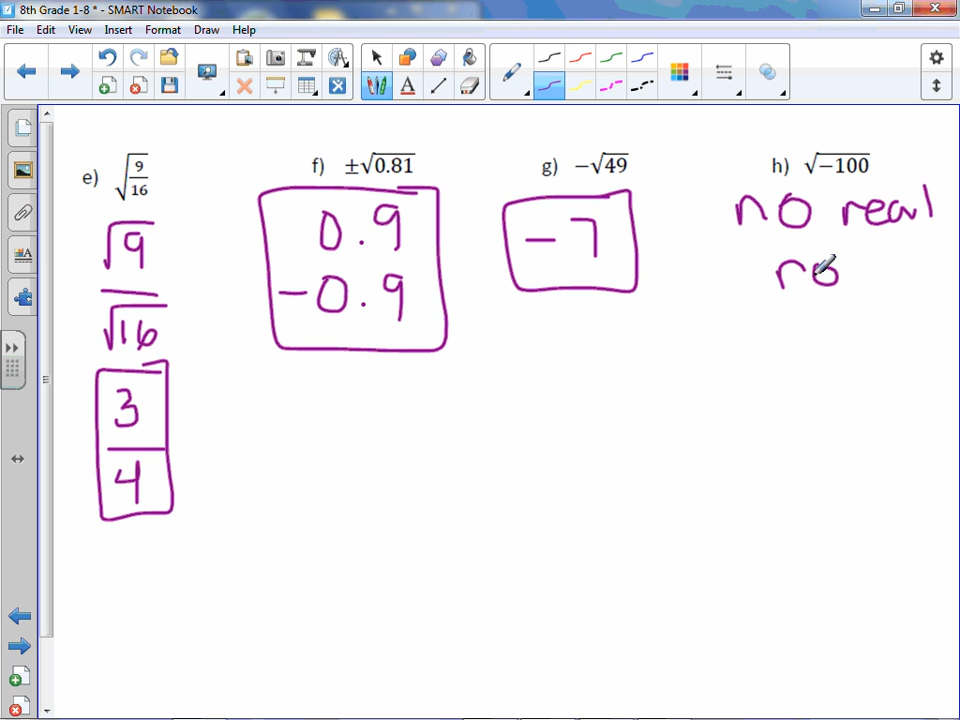 8th Grade 1-8 * - SMART Notebook
File Edit View Insert Format Draw Help
e) √(9/16) f) ±√0.81 g) −√49 h) √−100
√9
√16
3
4
0.9
-0.9
-7
no real
ro